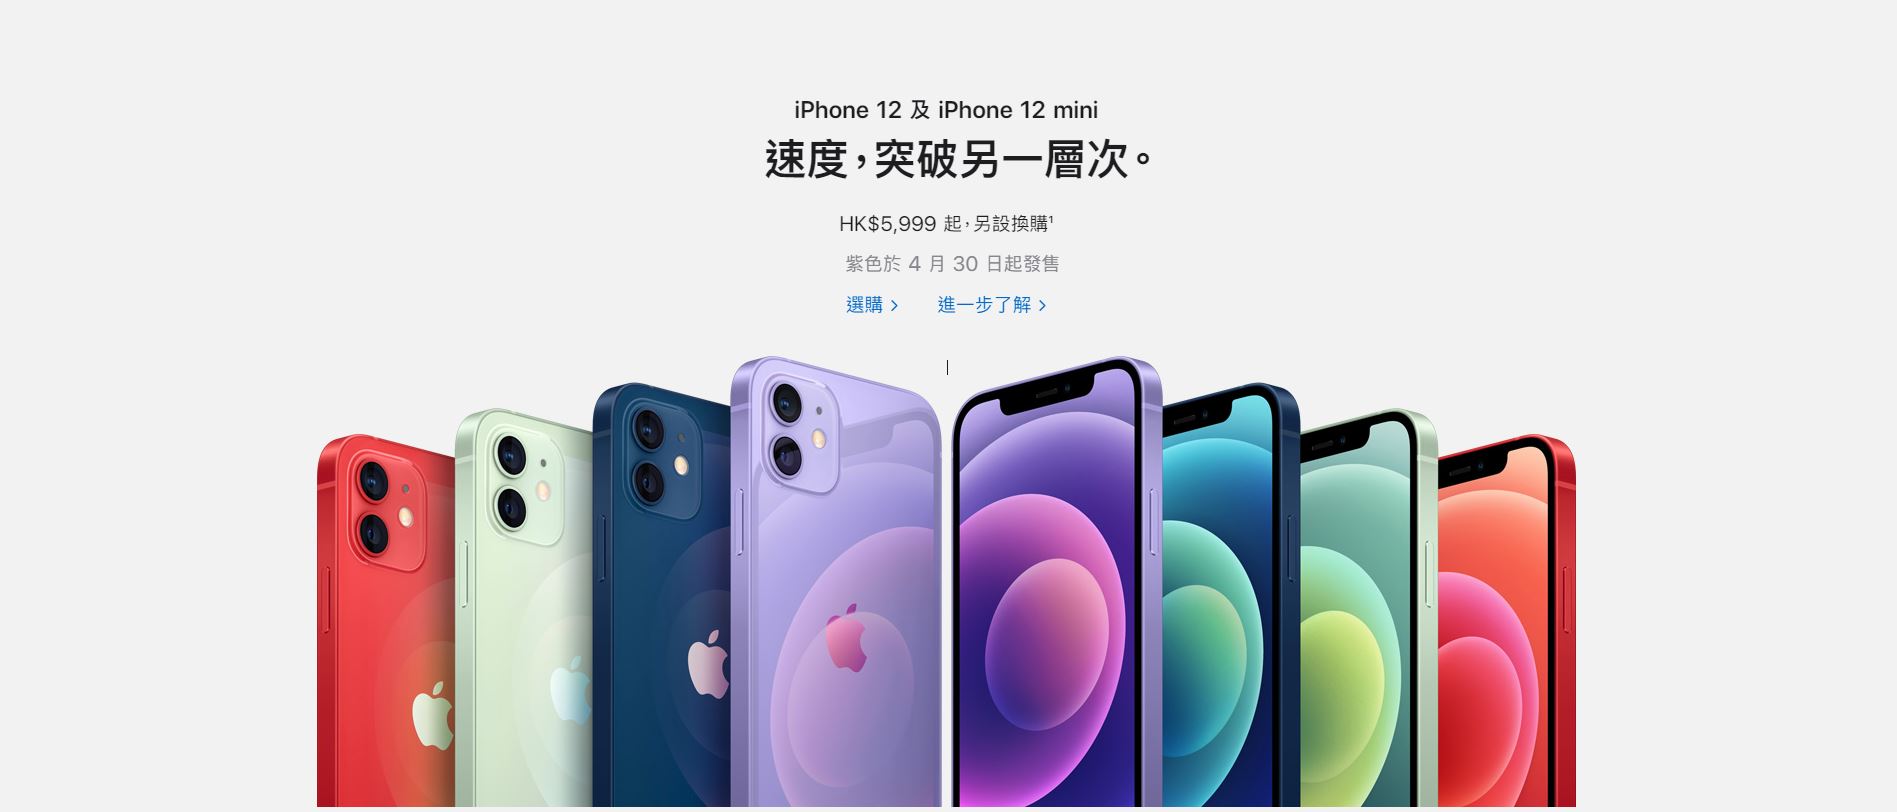 iPhone 12 及 iPhone 12 mini
速度，突破另一層次。
HK$5,999 起，另設換購¹
紫色於 4 月 30 日起發售
選購 >
進一步了解 >